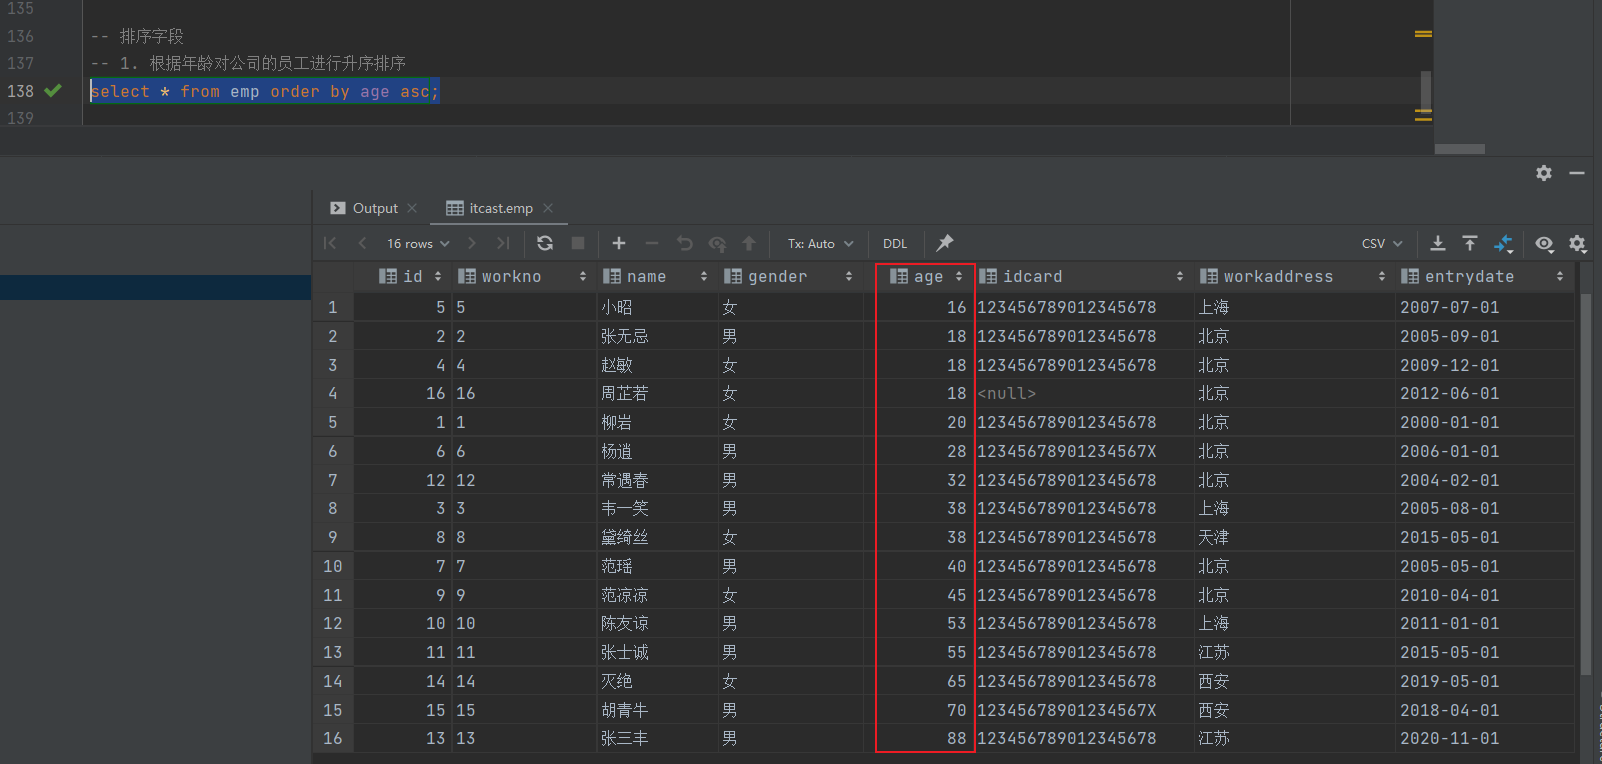 135
136 -- 排序字段
137 -- 1. 根据年龄对公司的员工进行升序排序
138 select * from emp order by age asc;
139
Output itcast.emp
16 rows Tx: Auto DDL CSV
id workno name gender age idcard workaddress entrydate
1 5 5 小昭 女 16 123456789012345678 上海 2007-07-01
2 2 2 张无忌 男 18 123456789012345678 北京 2005-09-01
3 4 4 赵敏 女 18 123456789012345678 北京 2009-12-01
4 16 16 周芷若 女 18 <null> 北京 2012-06-01
5 1 1 柳岩 女 20 123456789012345678 北京 2000-01-01
6 6 6 杨逍 男 28 12345678901234567X 北京 2006-01-01
7 12 12 常遇春 男 32 123456789012345678 北京 2004-02-01
8 3 3 韦一笑 男 38 123456789012345678 上海 2005-08-01
9 8 8 黛绮丝 女 38 123456789012345678 天津 2015-05-01
10 7 7 范瑶 男 40 123456789012345678 北京 2005-05-01
11 9 9 范凉凉 女 45 123456789012345678 北京 2010-04-01
12 10 10 陈友谅 男 53 123456789012345678 上海 2011-01-01
13 11 11 张士诚 男 55 123456789012345678 江苏 2015-05-01
14 14 14 灭绝 女 65 123456789012345678 西安 2019-05-01
15 15 15 胡青牛 男 70 12345678901234567X 西安 2018-04-01
16 13 13 张三丰 男 88 123456789012345678 江苏 2020-11-01